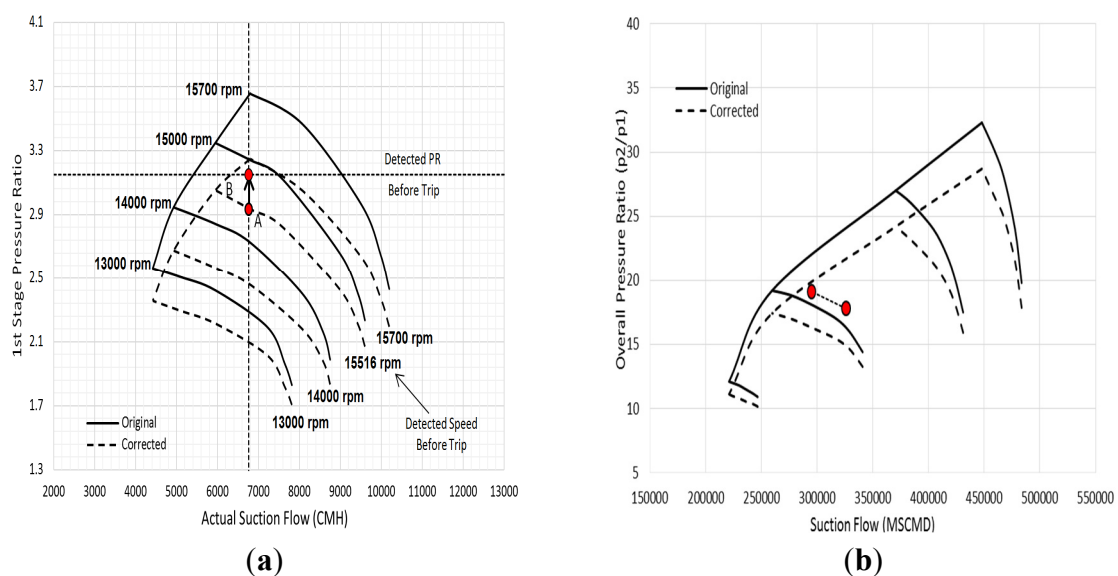 4.1
3.7
3.3
2.9
2.5
2.1
1.7
1.3
1st Stage Pressure Ratio
15700 rpm
15000 rpm
14000 rpm
13000 rpm
Detected PR
Before Trip
B
A
15700 rpm
15516 rpm
14000 rpm
13000 rpm
Detected Speed
Before Trip
Original
Corrected
2000 3000 4000 5000 6000 7000 8000 9000 10000 11000 12000 13000
Actual Suction Flow (CMH)
(a)
40
35
30
25
20
15
10
5
Overall Pressure Ratio (p2/p1)
Original
Corrected
150000 200000 250000 300000 350000 400000 450000 500000 550000
Suction Flow (MSCMD)
(b)